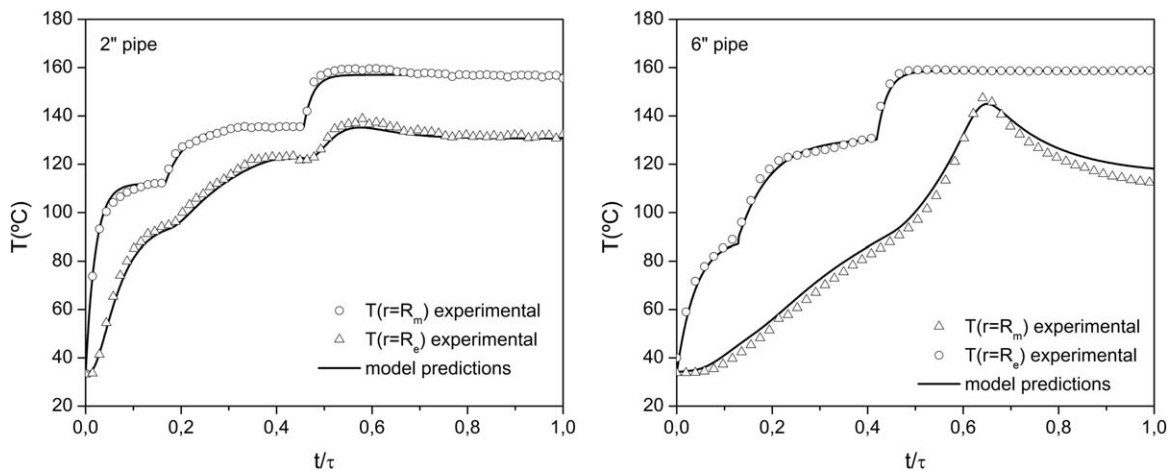 180
160
140
120
100
80
60
40
20
T(ºC)
2" pipe
T(r=Rm) experimental
T(r=Re) experimental
model predictions
0,0 0,2 0,4 0,6 0,8 1,0
t/τ
180
160
140
120
100
80
60
40
20
T(ºC)
6" pipe
T(r=Rm) experimental
T(r=Re) experimental
model predictions
0,0 0,2 0,4 0,6 0,8 1,0
t/τ